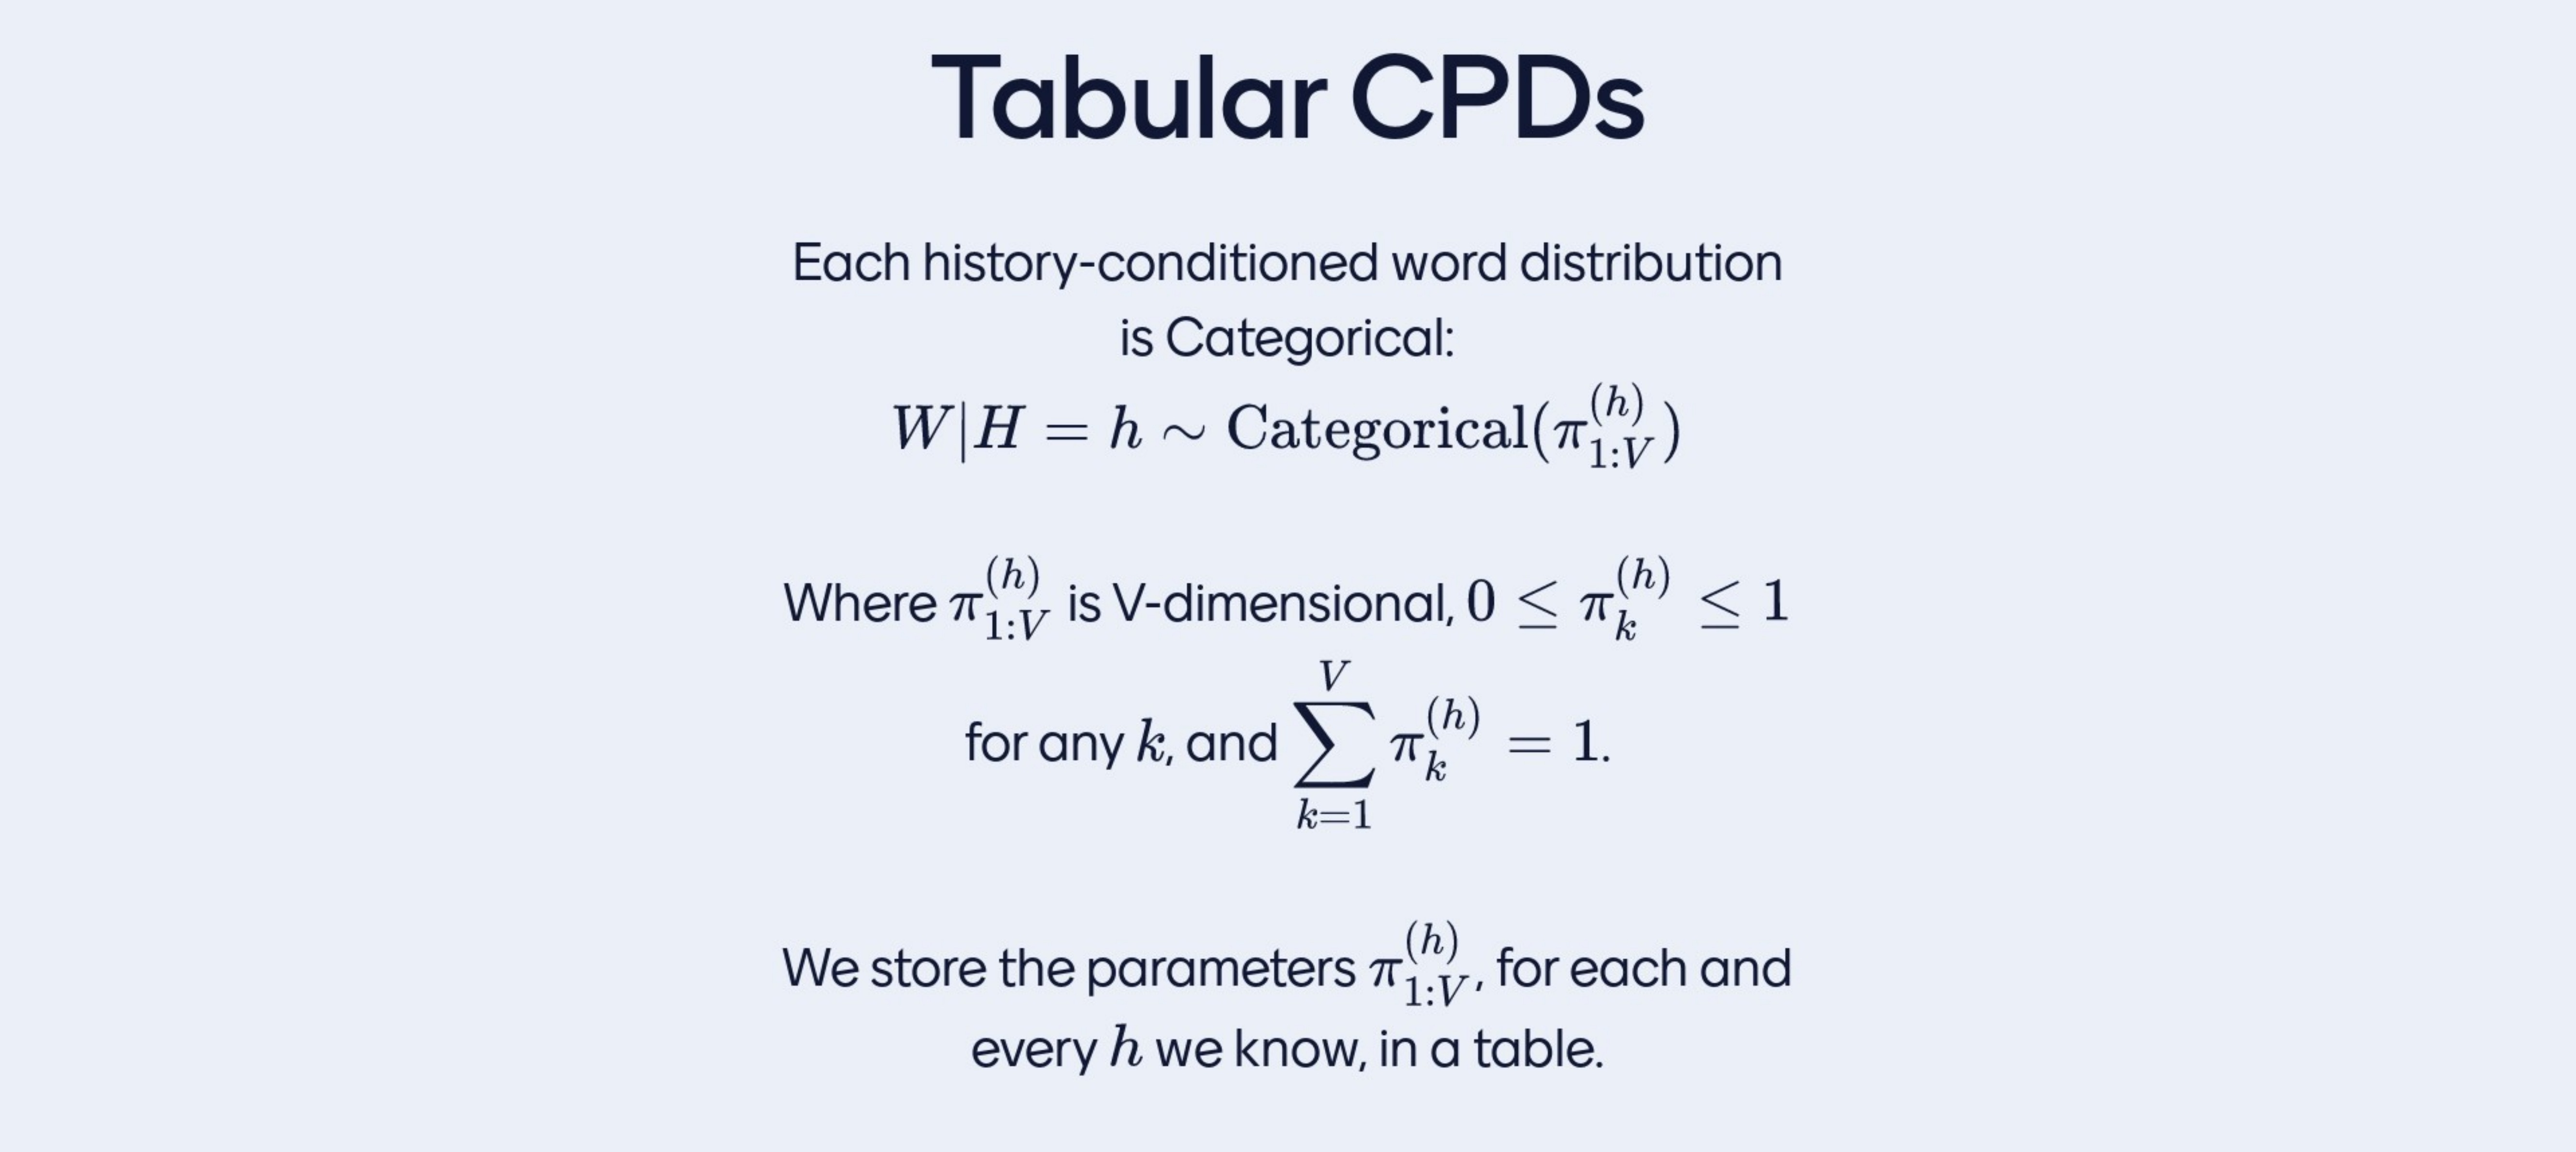 Tabular CPDs
Each history-conditioned word distribution
is Categorical:
$W|H = h \sim \text{Categorical}(\pi_{1:V}^{(h)})$
Where $\pi_{1:V}^{(h)}$ is V-dimensional, $0 \leq \pi_k^{(h)} \leq 1$
for any $k$, and $\sum_{k=1}^{V} \pi_k^{(h)} = 1$.
We store the parameters $\pi_{1:V}^{(h)}$, for each and
every $h$ we know, in a table.